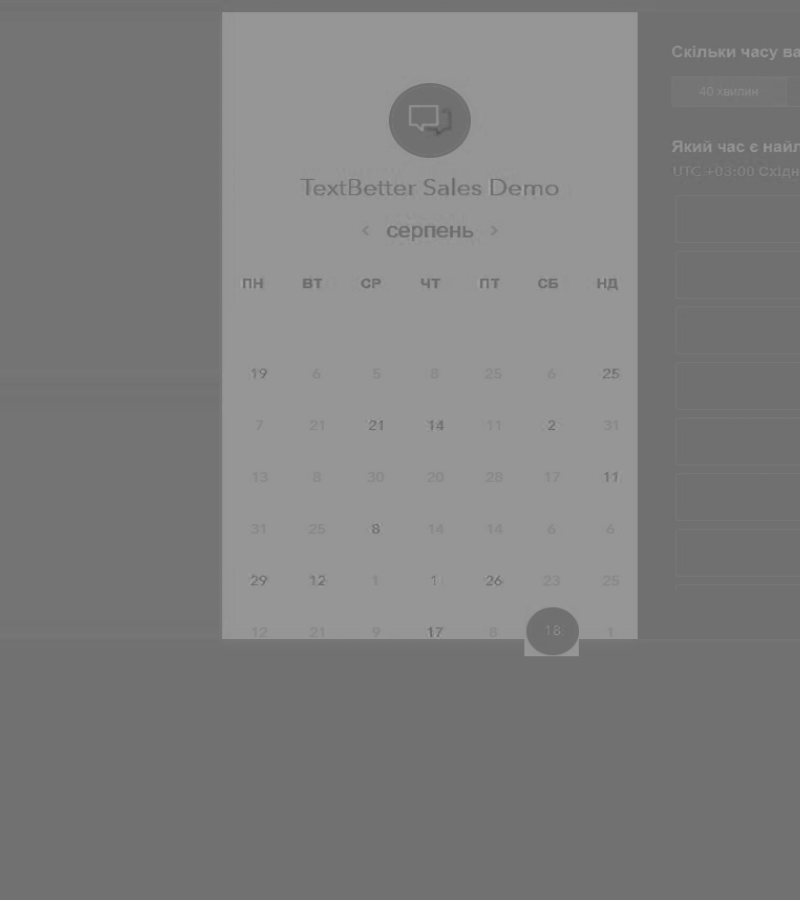 Скільки часу ва
40 хвилин
Який час є найл
UTC +03:00 Східн
TextBetter Sales Demo
‹ серпень ›
ПН ВТ СР ЧТ ПТ СБ НД
19 6 5 8 25 6 25
7 21 21 14 11 2 31
13 8 30 20 28 17 11
31 25 8 14 14 6 6
29 12 1 1 26 23 25
12 21 9 17 8 18 1